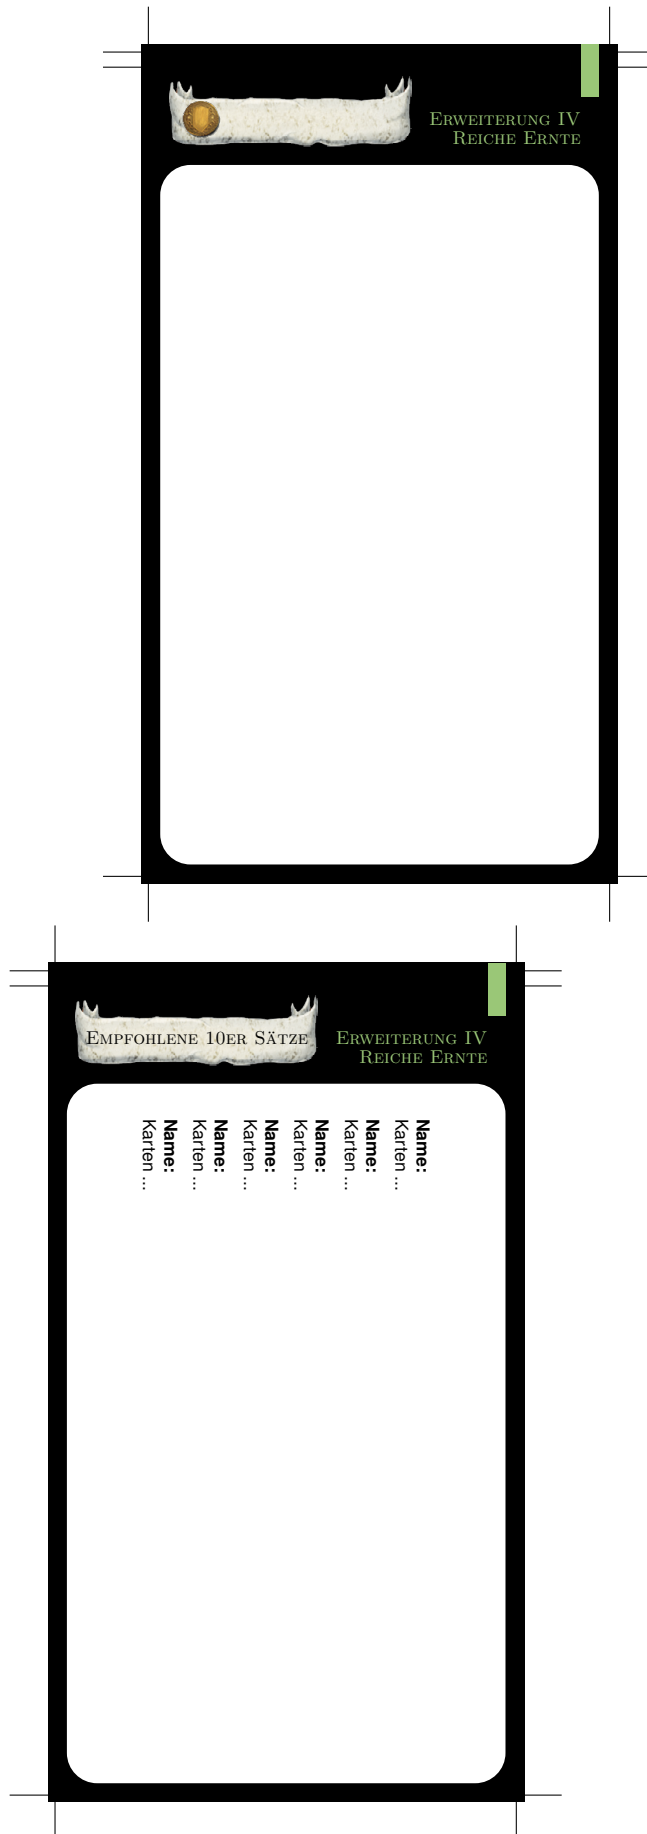 Erweiterung IV
Reiche Ernte
Empfohlene 10er Sätze
Erweiterung IV
Reiche Ernte
Name:
Karten ...
Name:
Karten ...
Name:
Karten ...
Name:
Karten ...
Name:
Karten ...
Name:
Karten ...